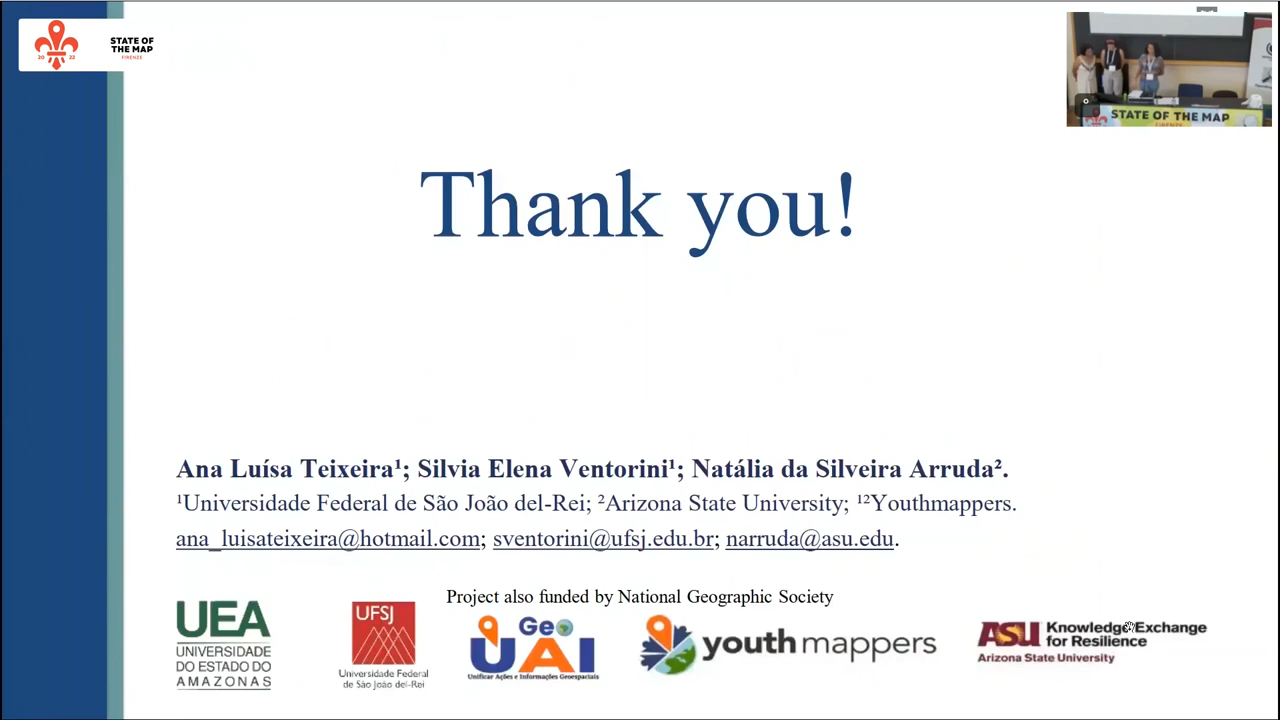 STATE OF
THE MAP
20 22
FIRENZE
STATE OF THE MAP
FIRENZE
Thank you!
Ana Luísa Teixeira¹; Silvia Elena Ventorini¹; Natália da Silveira Arruda².
¹Universidade Federal de São João del-Rei; ²Arizona State University; ¹²Youthmappers.
ana_luisateixeira@hotmail.com; sventorini@ufsj.edu.br; narruda@asu.edu.
Project also funded by National Geographic Society
UEA
UNIVERSIDADE
DO ESTADO DO
AMAZONAS
UFSJ
Universidade Federal
de São João del-Rei
Geo
UAI
Unificar Ações e Informações Geoespaciais
youthmappers
ASU Knowledge Exchange
for Resilience
Arizona State University